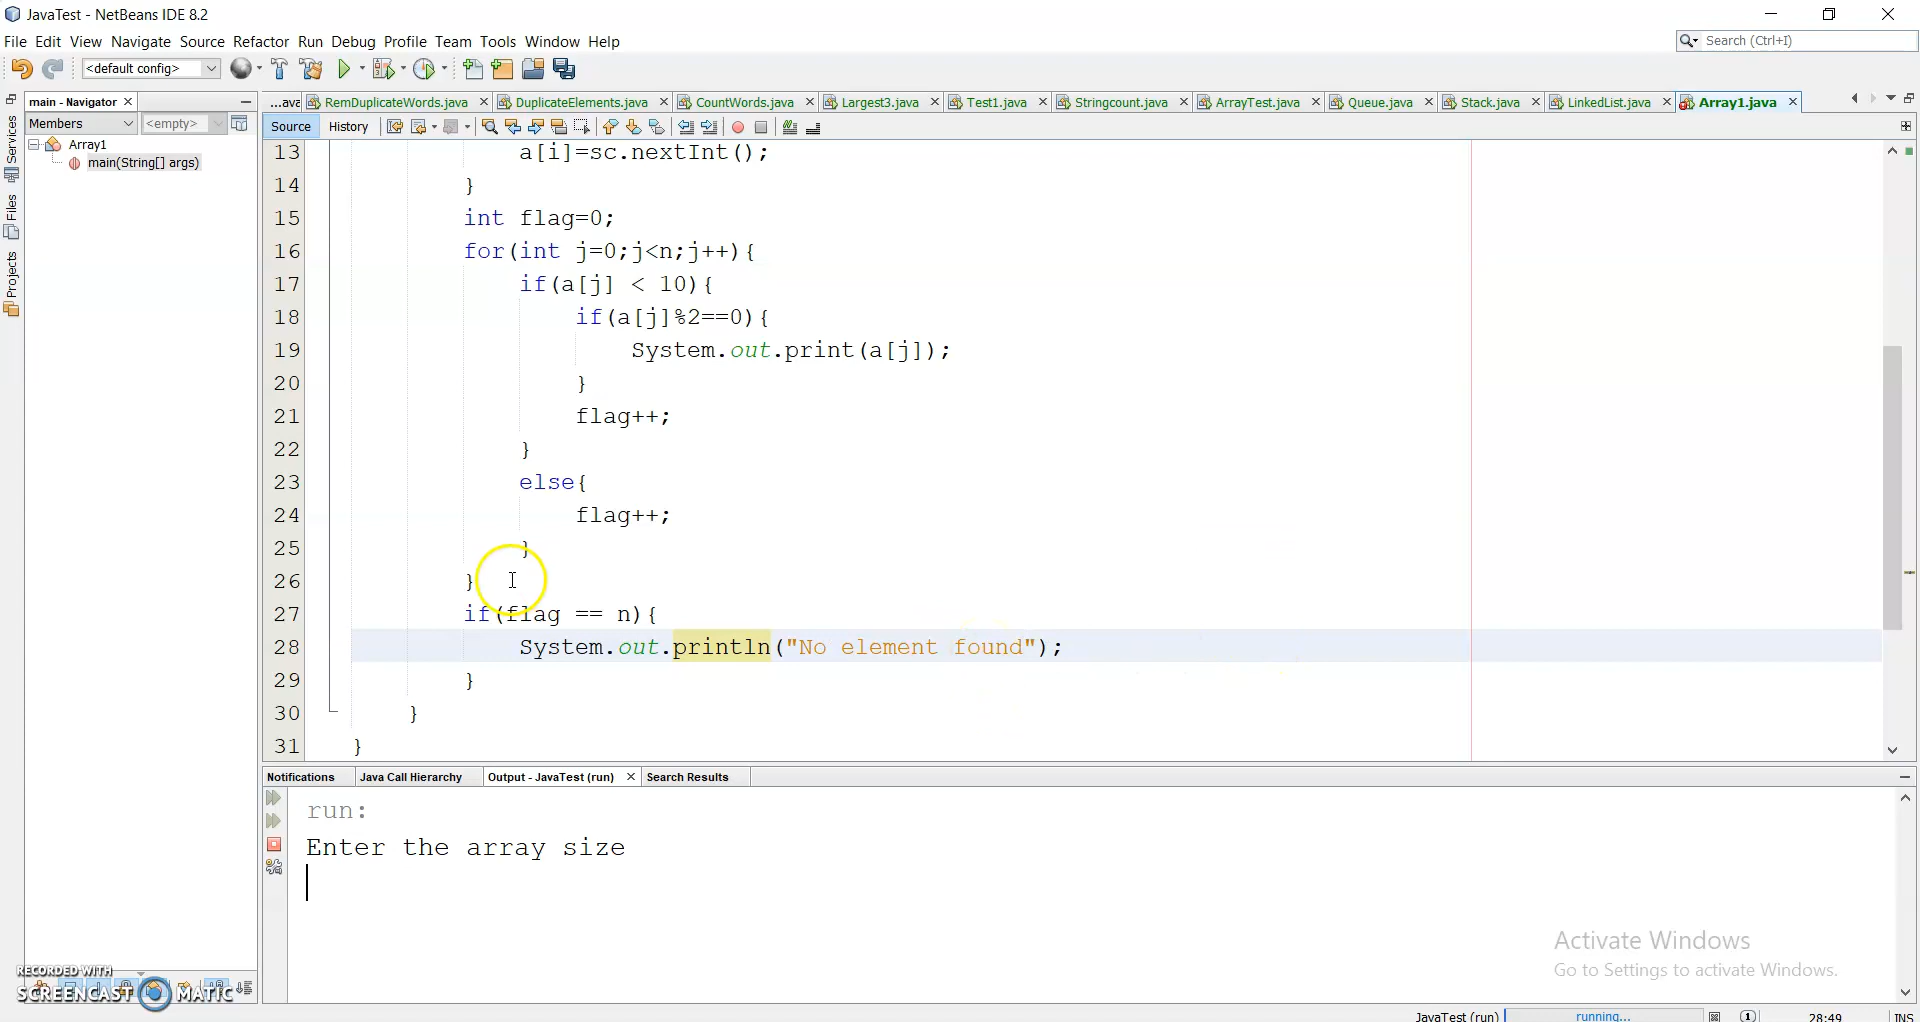 JavaTest - NetBeans IDE 8.2
File Edit View Navigate Source Refactor Run Debug Profile Team Tools Window Help
Search (Ctrl+I)
<default config>
main - Navigator
...ava RemDuplicateWords.java DuplicateElements.java CountWords.java Largest3.java Test1.java Stringcount.java ArrayTest.java Queue.java Stack.java LinkedList.java Array1.java
Members <empty>
Source History
Services
Files
Projects
Array1
main(String[] args)
13 a[i]=sc.nextInt();
14 }
15 int flag=0;
16 for(int j=0;j<n;j++){
17 if(a[j] < 10){
18 if(a[j]%2==0){
19 System.out.print(a[j]);
20 }
21 flag++;
22 }
23 else{
24 flag++;
25 }
26 }
27 if(flag == n){
28 System.out.println("No element found");
29 }
30 }
31 }
Notifications Java Call Hierarchy Output - JavaTest (run) Search Results
run:
Enter the array size
Activate Windows
Go to Settings to activate Windows.
RECORDED WITH
SCREENCAST MATIC
JavaTest (run) running... 1 28:49 INS